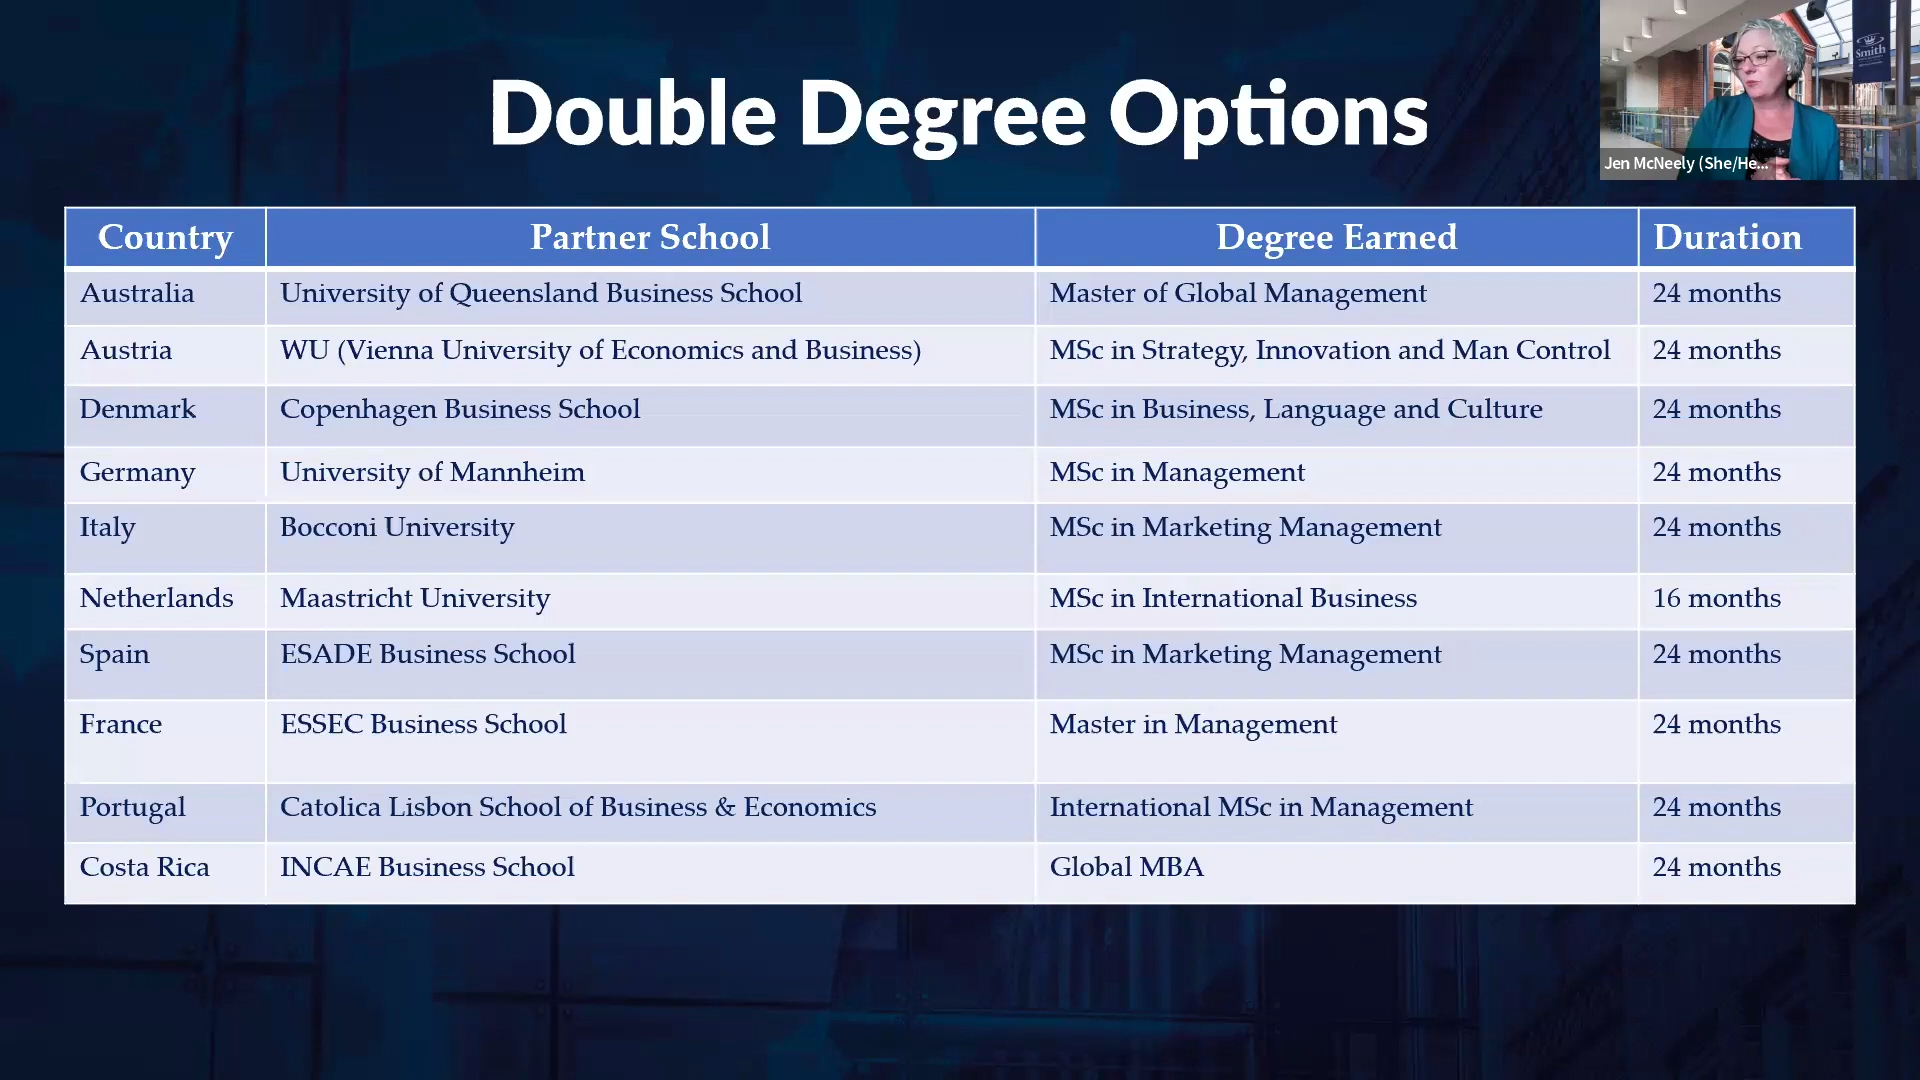 Double Degree Options
Smith
Jen McNeely (She/He...
Country Partner School Degree Earned Duration
Australia University of Queensland Business School Master of Global Management 24 months
Austria WU (Vienna University of Economics and Business) MSc in Strategy, Innovation and Man Control 24 months
Denmark Copenhagen Business School MSc in Business, Language and Culture 24 months
Germany University of Mannheim MSc in Management 24 months
Italy Bocconi University MSc in Marketing Management 24 months
Netherlands Maastricht University MSc in International Business 16 months
Spain ESADE Business School MSc in Marketing Management 24 months
France ESSEC Business School Master in Management 24 months
Portugal Catolica Lisbon School of Business & Economics International MSc in Management 24 months
Costa Rica INCAE Business School Global MBA 24 months